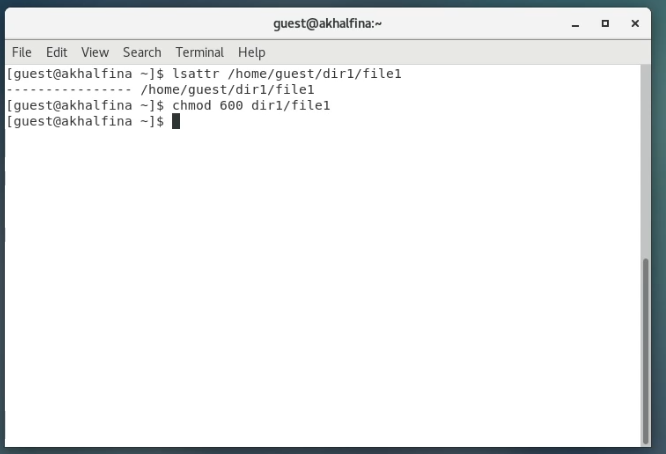 guest@akhalfina:~
File Edit View Search Terminal Help
[guest@akhalfina ~]$ lsattr /home/guest/dir1/file1
---------------- /home/guest/dir1/file1
[guest@akhalfina ~]$ chmod 600 dir1/file1
[guest@akhalfina ~]$